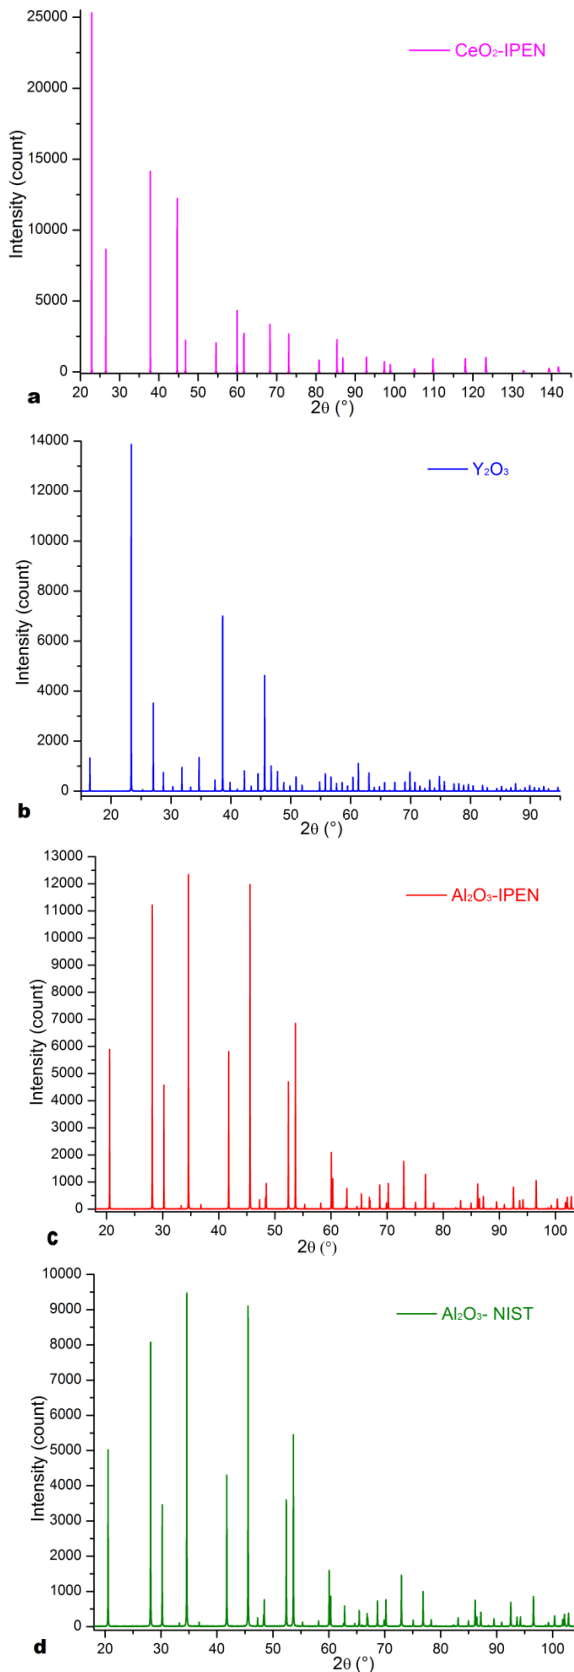 25000
20000
15000
10000
5000
0
Intensity (count)
CeO₂-IPEN
20 30 40 50 60 70 80 90 100 110 120 130 140
2θ (°)
a
14000
12000
10000
8000
6000
4000
2000
0
Intensity (count)
Y₂O₃
20 30 40 50 60 70 80 90
2θ (°)
b
13000
12000
11000
10000
9000
8000
7000
6000
5000
4000
3000
2000
1000
0
Intensity (count)
Al₂O₃-IPEN
20 30 40 50 60 70 80 90 100
2θ (°)
c
10000
9000
8000
7000
6000
5000
4000
3000
2000
1000
0
Intensity (count)
Al₂O₃- NIST
20 30 40 50 60 70 80 90 100
2θ (°)
d